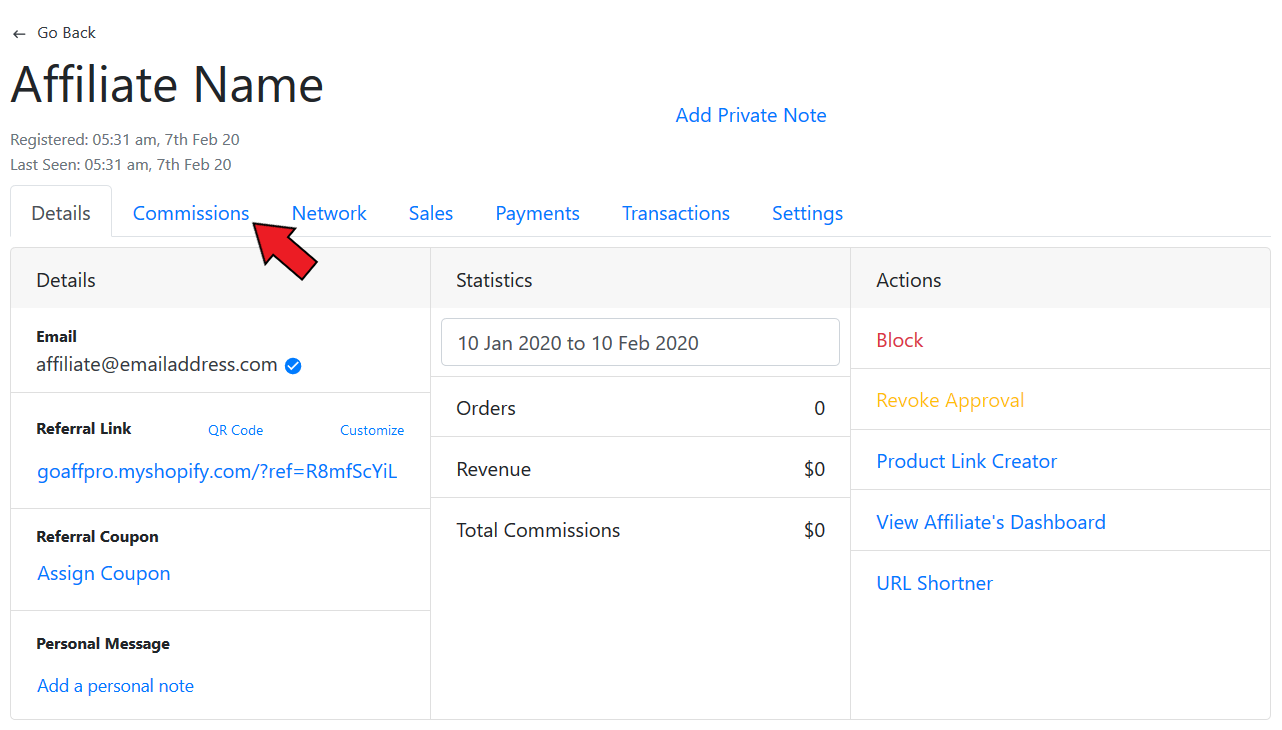 ← Go Back
Affiliate Name
Add Private Note
Registered: 05:31 am, 7th Feb 20
Last Seen: 05:31 am, 7th Feb 20
Details Commissions Network Sales Payments Transactions Settings
Details
Email
affiliate@emailaddress.com
Referral Link QR Code Customize
goaffpro.myshopify.com/?ref=R8mfScYiL
Referral Coupon
Assign Coupon
Personal Message
Add a personal note
Statistics
10 Jan 2020 to 10 Feb 2020
Orders 0
Revenue $0
Total Commissions $0
Actions
Block
Revoke Approval
Product Link Creator
View Affiliate's Dashboard
URL Shortner